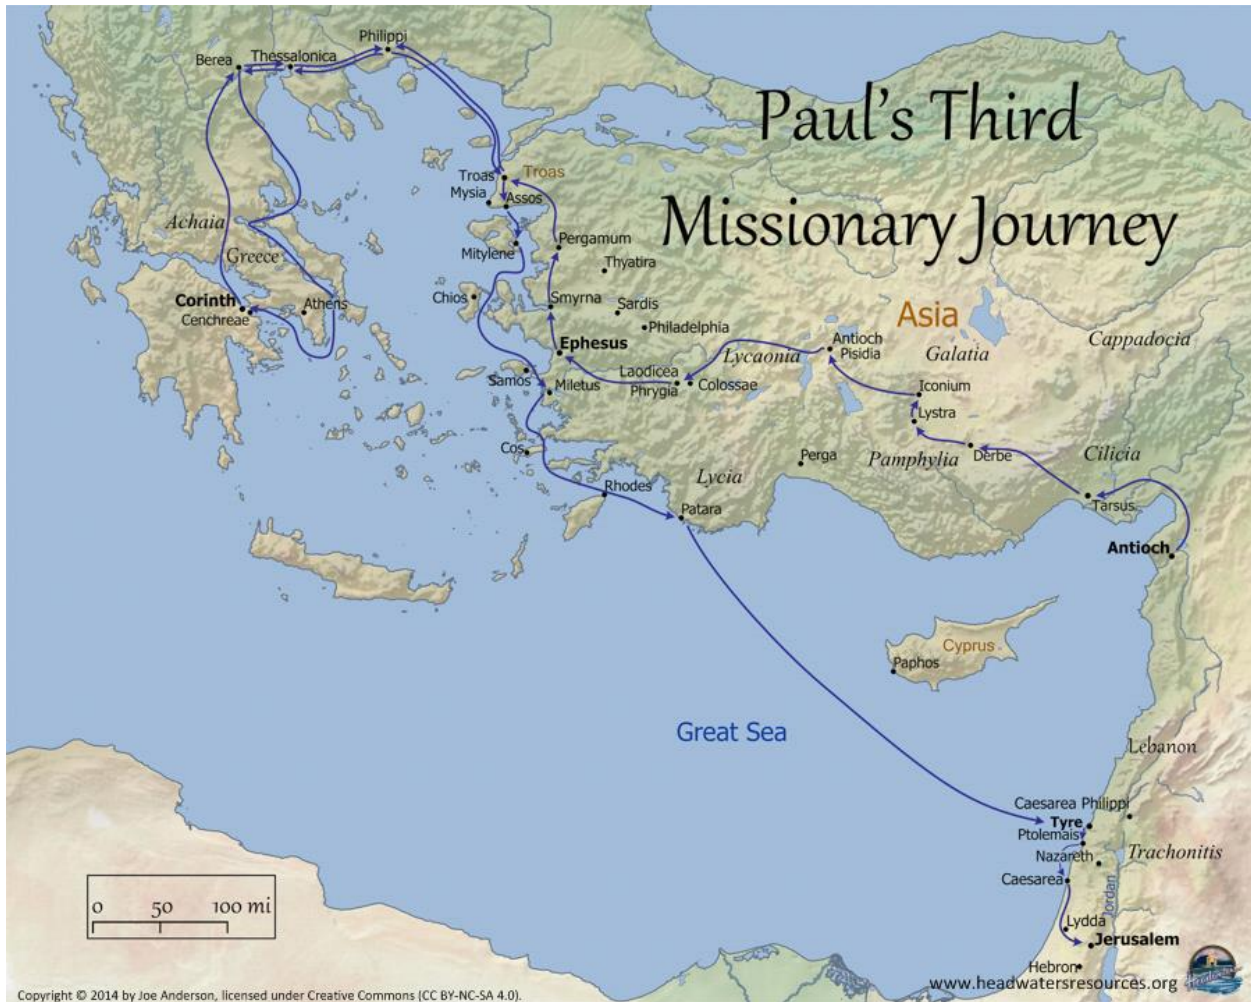 Paul's Third
Missionary Journey
Philippi
Berea
Thessalonica
Troas
Troas
Mysia
Assos
Achaia
Greece
Mitylene
Pergamum
Thyatira
Chios
Smyrna
Sardis
Philadelphia
Corinth
Cenchreae
Athens
Ephesus
Asia
Lycaonia
Antioch
Pisidia
Galatia
Cappadocia
Laodicea
Phrygia
Colossae
Samos
Miletus
Iconium
Lystra
Cos
Lycia
Perga
Pamphylia
Derbe
Cilicia
Rhodes
Patara
Tarsus
Antioch
Cyprus
Paphos
Great Sea
Lebanon
Caesarea Philippi
Tyre
Ptolemais
Nazareth
Trachonitis
Caesarea
Jordan
Lydda
Jerusalem
Hebron
0 50 100 mi
www.headwatersresources.org
Copyright © 2014 by Joe Anderson, licensed under Creative Commons (CC BY-NC-SA 4.0).